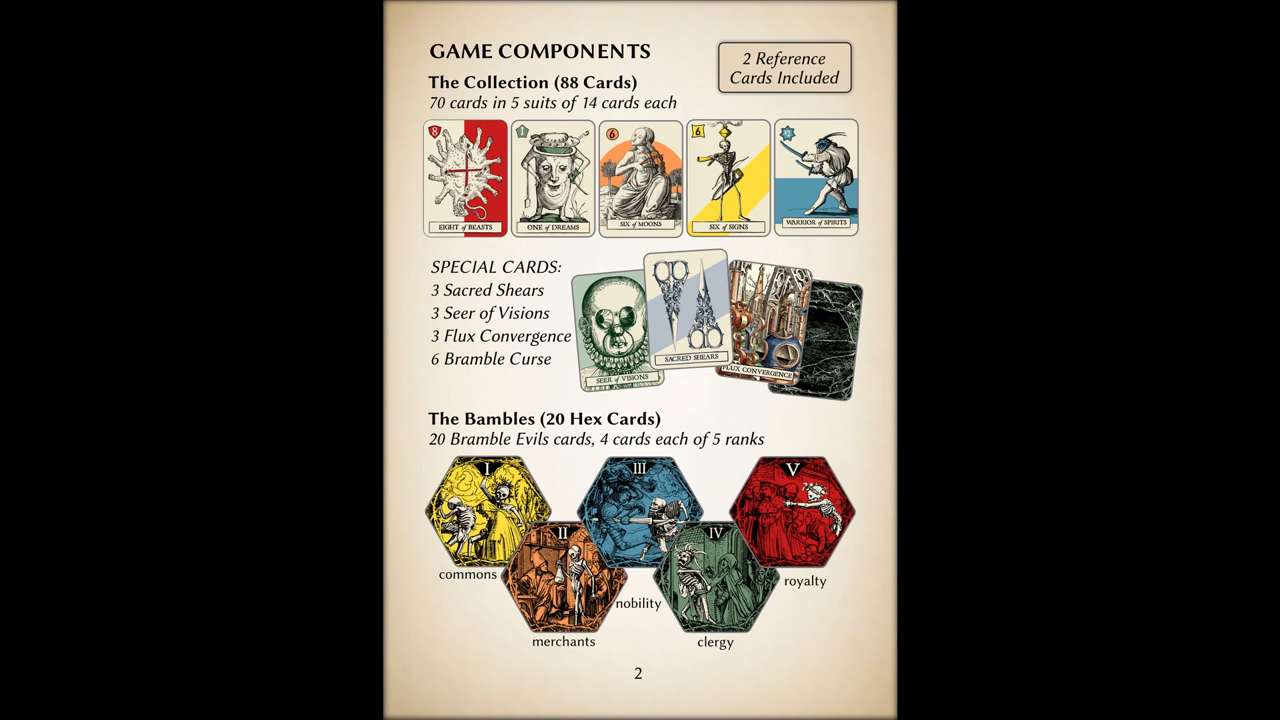 GAME COMPONENTS
2 Reference
Cards Included
The Collection (88 Cards)
70 cards in 5 suits of 14 cards each
8
1
6
6
12
EIGHT of BEASTS
ONE of DREAMS
SIX of MOONS
SIX of SIGNS
WARRIOR of SPIRITS
SPECIAL CARDS:
3 Sacred Shears
3 Seer of Visions
3 Flux Convergence
6 Bramble Curse
SEER of VISIONS
SACRED SHEARS
FLUX CONVERGENCE
The Bambles (20 Hex Cards)
20 Bramble Evils cards, 4 cards each of 5 ranks
I
III
V
II
IV
commons
royalty
nobility
merchants
clergy
2